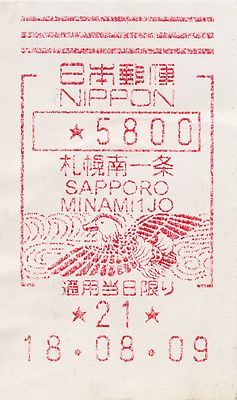 日本郵便
NIPPON
★5800
札幌南一条
SAPPORO
MINAMI1JO
通用当日限り
★21★
18.08.09